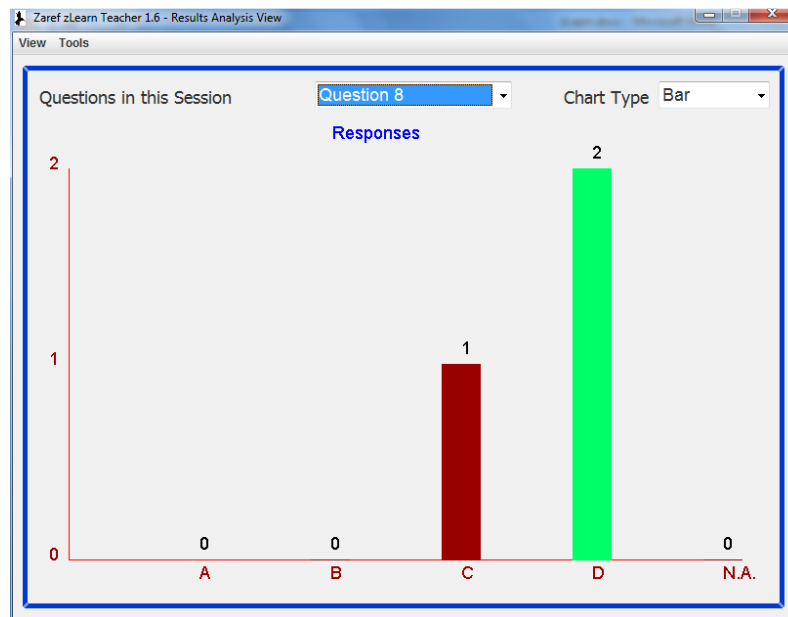 Zaref zLearn Teacher 1.6 - Results Analysis View
View Tools
Questions in this Session Question 8 Chart Type Bar
Responses
2
2
1
1
0
0 0 0
A B C D N.A.